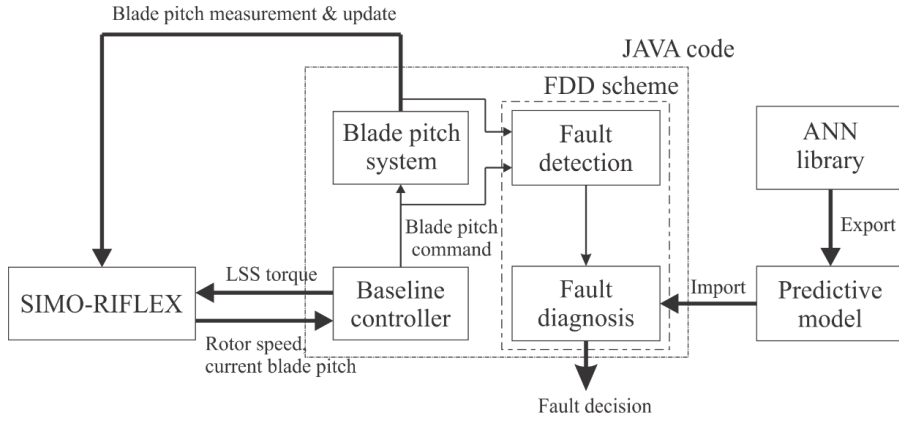 Blade pitch measurement & update
JAVA code
FDD scheme
Blade pitch
system
Fault
detection
ANN
library
Blade pitch
command
Export
LSS torque
SIMO-RIFLEX
Baseline
controller
Fault
diagnosis
Import
Predictive
model
Rotor speed,
current blade pitch
Fault decision